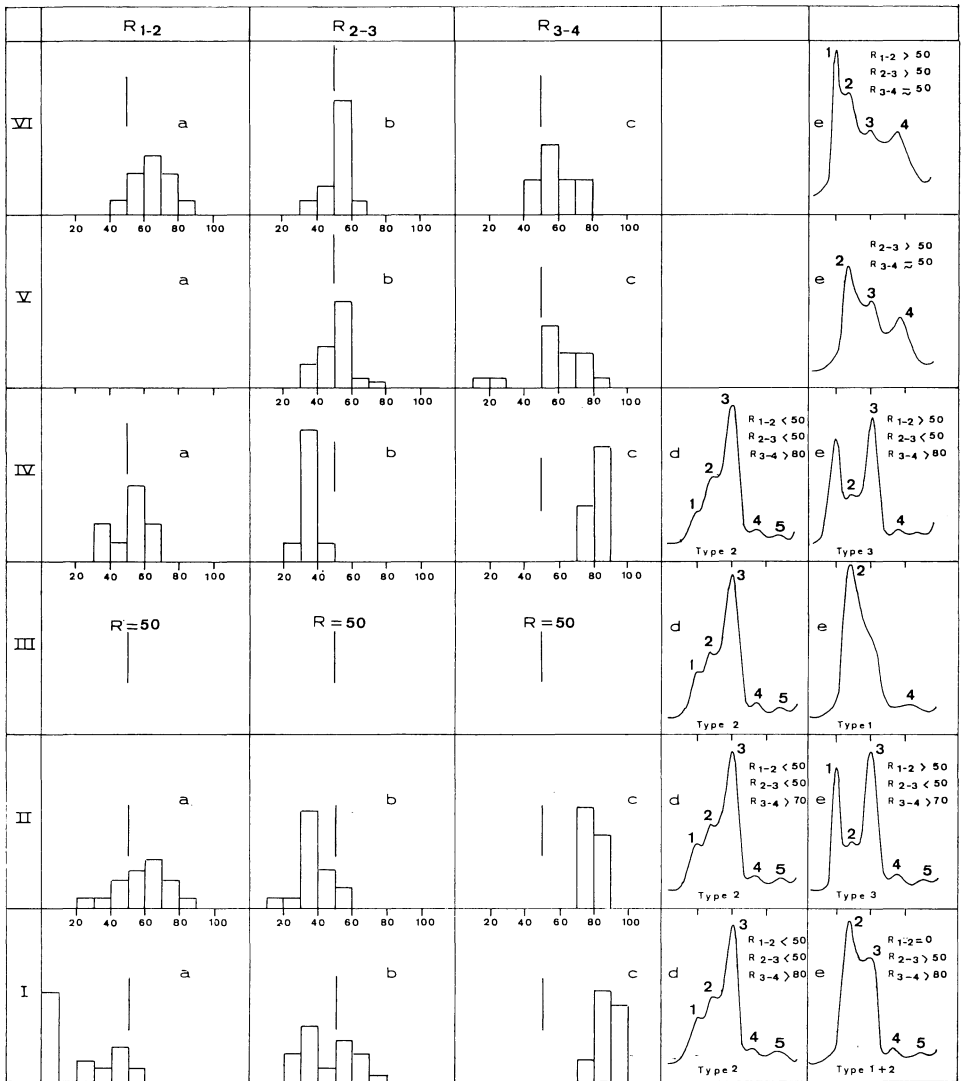 R1-2 R2-3 R3-4
VI a b c e 1 2 3 4
R1-2 > 50
R2-3 > 50
R3-4 ≂ 50
20 40 60 80 100 20 40 60 80 100 20 40 60 80 100
V a b c e 2 3 4
R2-3 > 50
R3-4 ≂ 50
20 40 60 80 100 20 40 60 80 100 20 40 60 80 100
IV a b c
d 1 2 3 4 5
R1-2 < 50
R2-3 < 50
R3-4 > 80
Type 2
e 2 3 4
R1-2 > 50
R2-3 < 50
R3-4 > 80
Type 3
20 40 60 80 100 20 40 60 80 100 20 40 60 80 100
III R = 50 R = 50 R = 50
d 1 2 3 4 5
Type 2
e 2 4
Type 1
II a b c
d 1 2 3 4 5
R1-2 < 50
R2-3 < 50
R3-4 > 70
Type 2
e 1 2 3 4 5
R1-2 > 50
R2-3 < 50
R3-4 > 70
Type 3
20 40 60 80 100 20 40 60 80 100 20 40 60 80 100
I a b c
d 1 2 3 4 5
R1-2 < 50
R2-3 < 50
R3-4 > 80
Type 2
e 2 3 4 5
R1-2 = 0
R2-3 > 50
R3-4 > 80
Type 1+2